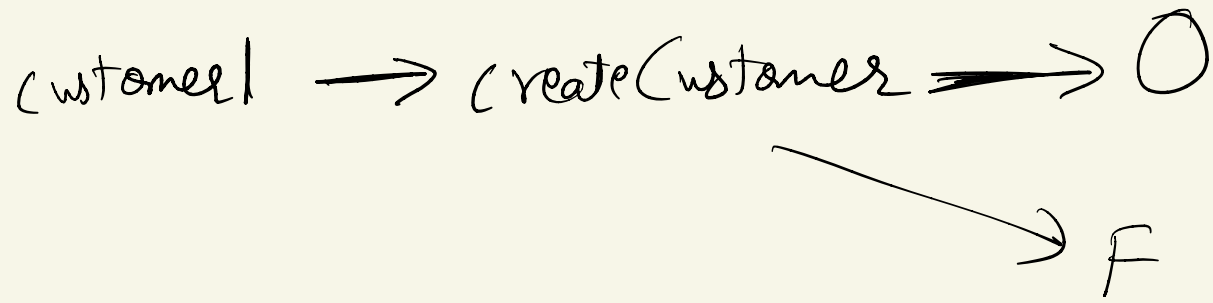 customer1 → createCustomer → O
F